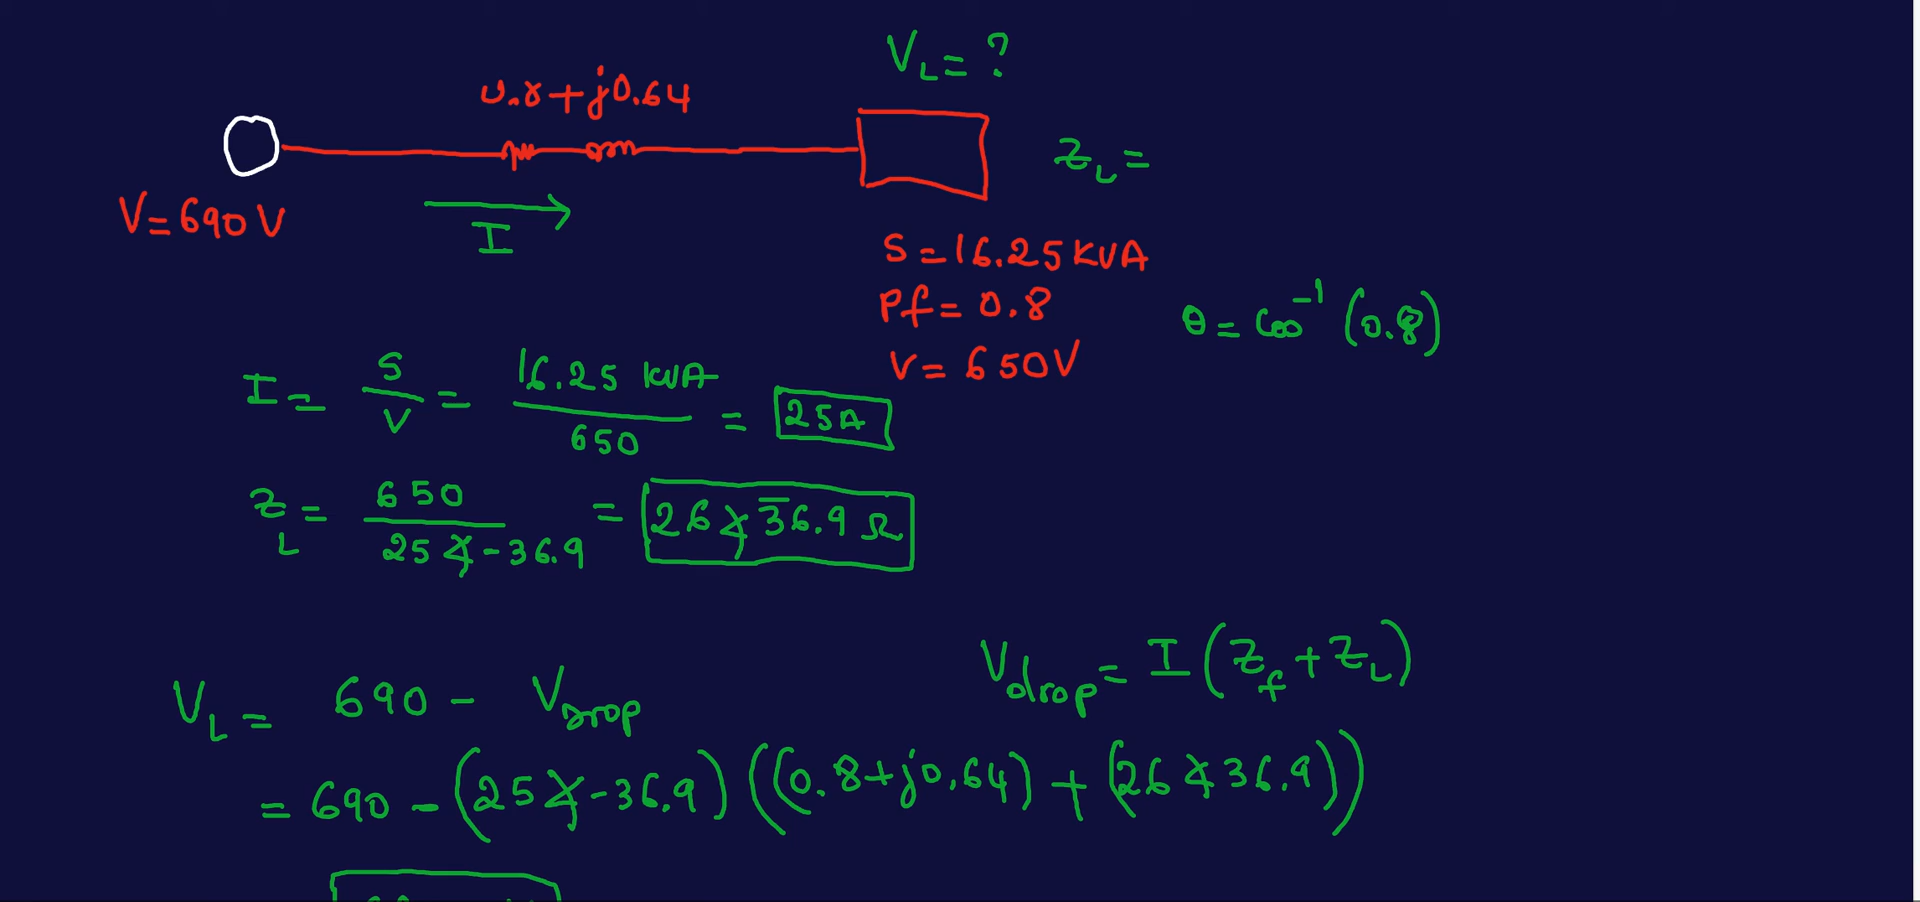 V_L = ?
0.8+j0.64
Z_L =
V=690 V
I
S=16.25 KVA
Pf=0.8
V=650V
θ = cos^-1 (0.8)
I = S/V = 16.25 KVA / 650 = 25A
Z_L = 650 / 25∠-36.9 = 26∠36.9 Ω
V_drop = I (Z_f + Z_L)
V_L = 690 - V_Drop
= 690 - (25∠-36.9) ((0.8+j0.64) + (26∠36.9))